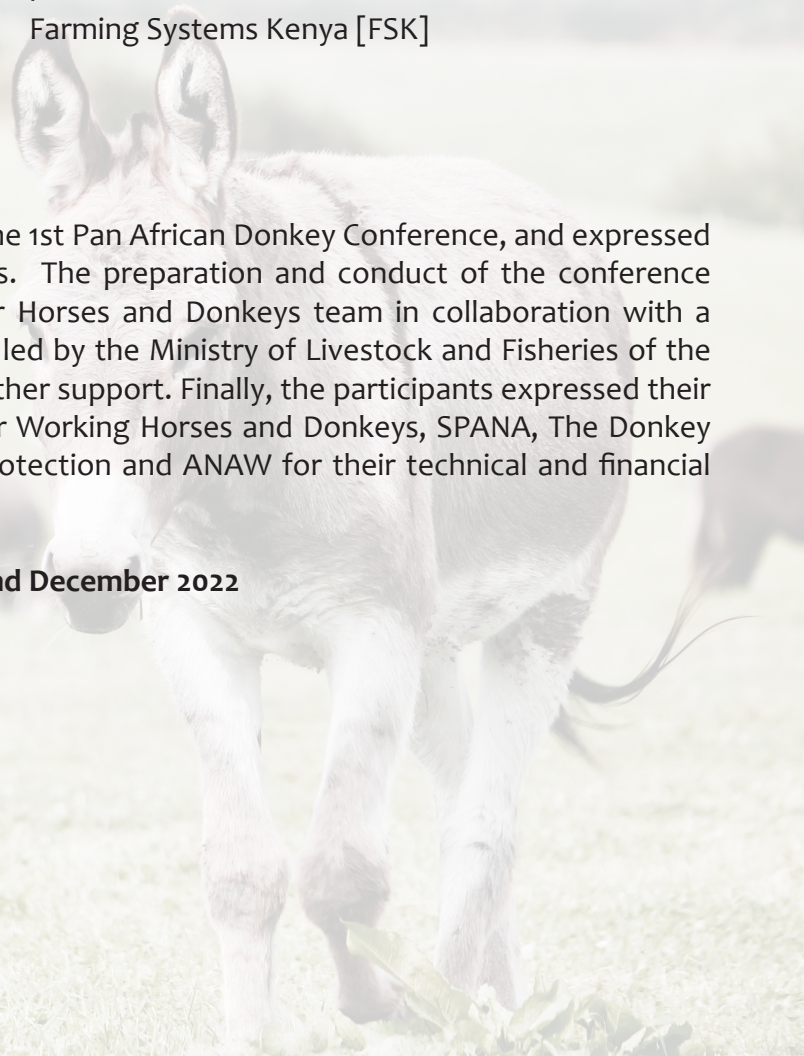 Farming Systems Kenya [FSK]
he 1st Pan African Donkey Conference, and expressed
s. The preparation and conduct of the conference
r Horses and Donkeys team in collaboration with a
led by the Ministry of Livestock and Fisheries of the
ther support. Finally, the participants expressed their
r Working Horses and Donkeys, SPANA, The Donkey
otection and ANAW for their technical and financial
nd December 2022